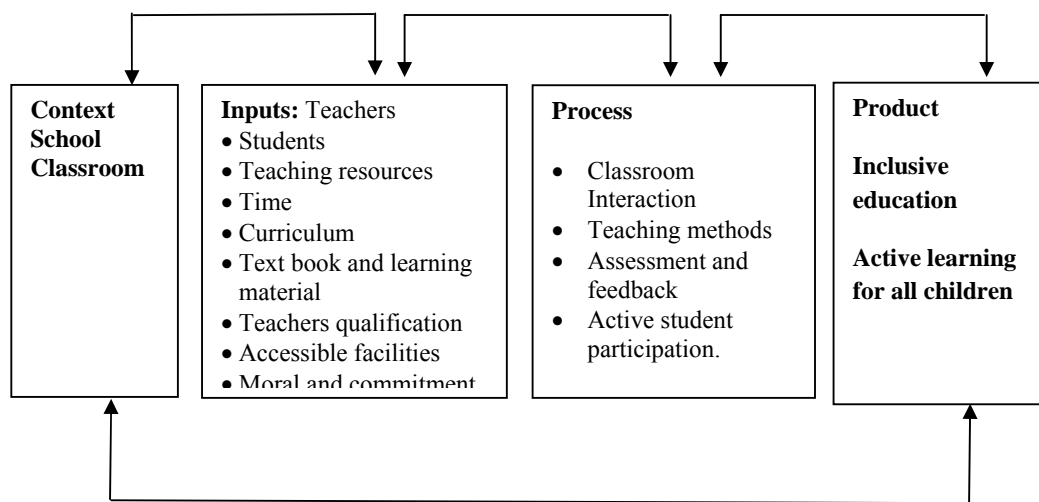 Context
School
Classroom
Inputs: Teachers
• Students
• Teaching resources
• Time
• Curriculum
• Text book and learning
material
• Teachers qualification
• Accessible facilities
• Moral and commitment
Process
• Classroom
Interaction
• Teaching methods
• Assessment and
feedback
• Active student
participation.
Product
Inclusive
education
Active learning
for all children